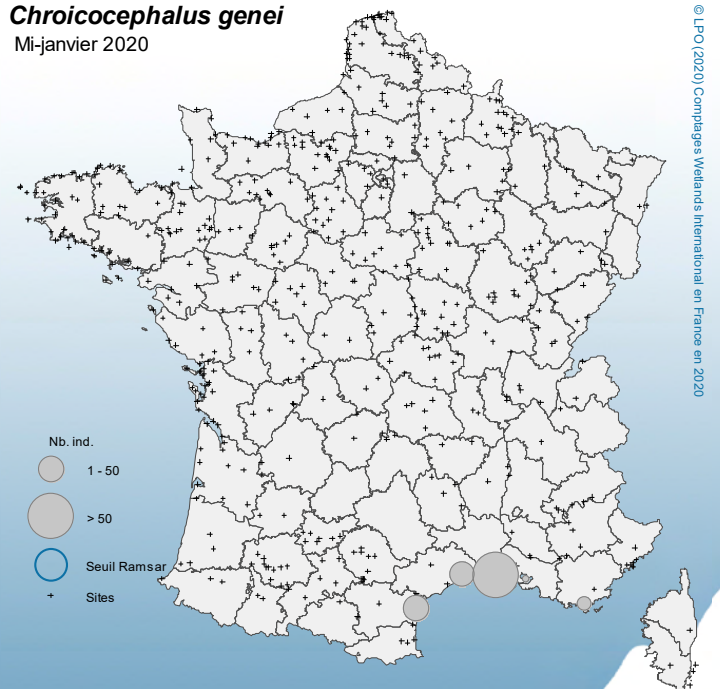 Chroicocephalus genei
Mi-janvier 2020
© LPO (2020) Comptages Wetlands International en France en 2020
Nb. ind.
1 - 50
> 50
Seuil Ramsar
Sites